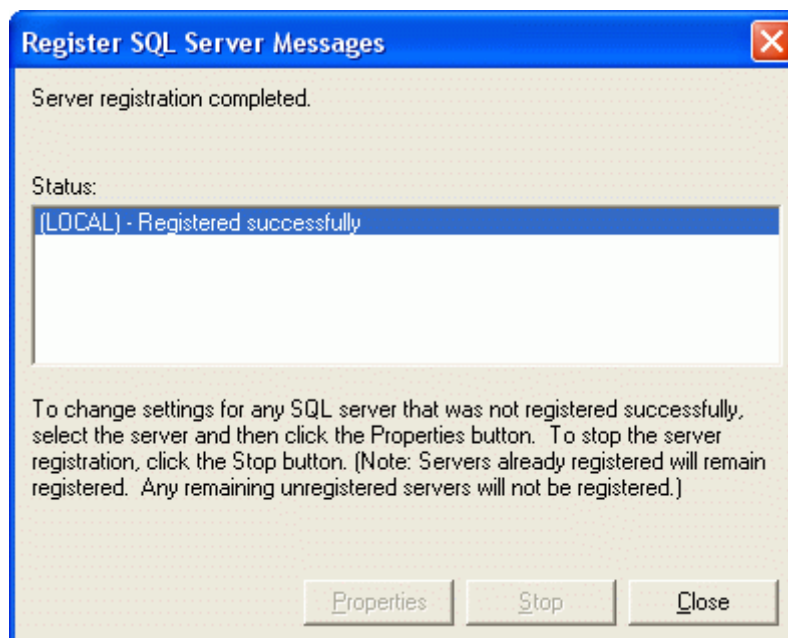 Register SQL Server Messages
Server registration completed.
Status:
(LOCAL) - Registered successfully
To change settings for any SQL server that was not registered successfully,
select the server and then click the Properties button.  To stop the server
registration, click the Stop button. (Note: Servers already registered will remain
registered.  Any remaining unregistered servers will not be registered.)
Properties Stop Close